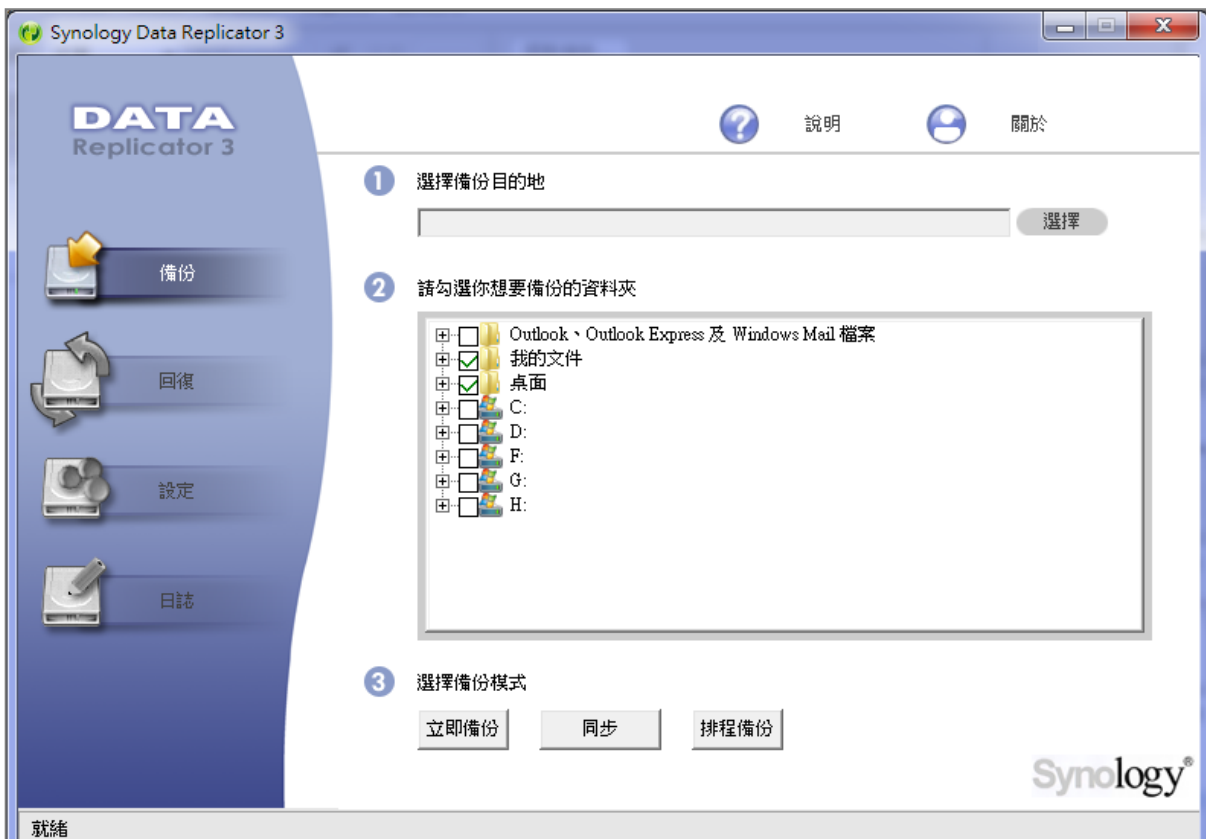 Synology Data Replicator 3
DATA
Replicator 3
說明
關於
備份
回復
設定
日誌
1 選擇備份目的地
選擇
2 請勾選你想要備份的資料夾
Outlook、Outlook Express 及 Windows Mail 檔案
我的文件
桌面
C:
D:
F:
G:
H:
3 選擇備份模式
立即備份 同步 排程備份
Synology®
就緒